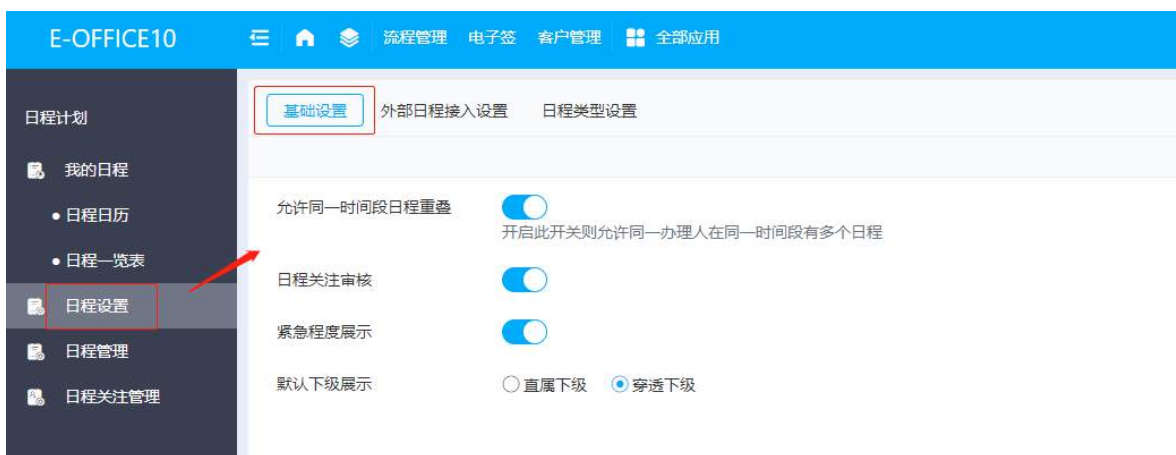 E-OFFICE10 流程管理 电子签 客户管理 全部应用
日程计划
我的日程
日程日历
日程一览表
日程设置
日程管理
日程关注管理
基础设置 外部日程接入设置 日程类型设置
允许同一时间段日程重叠
开启此开关则允许同一办理人在同一时间段有多个日程
日程关注审核
紧急程度展示
默认下级展示 直属下级 穿透下级